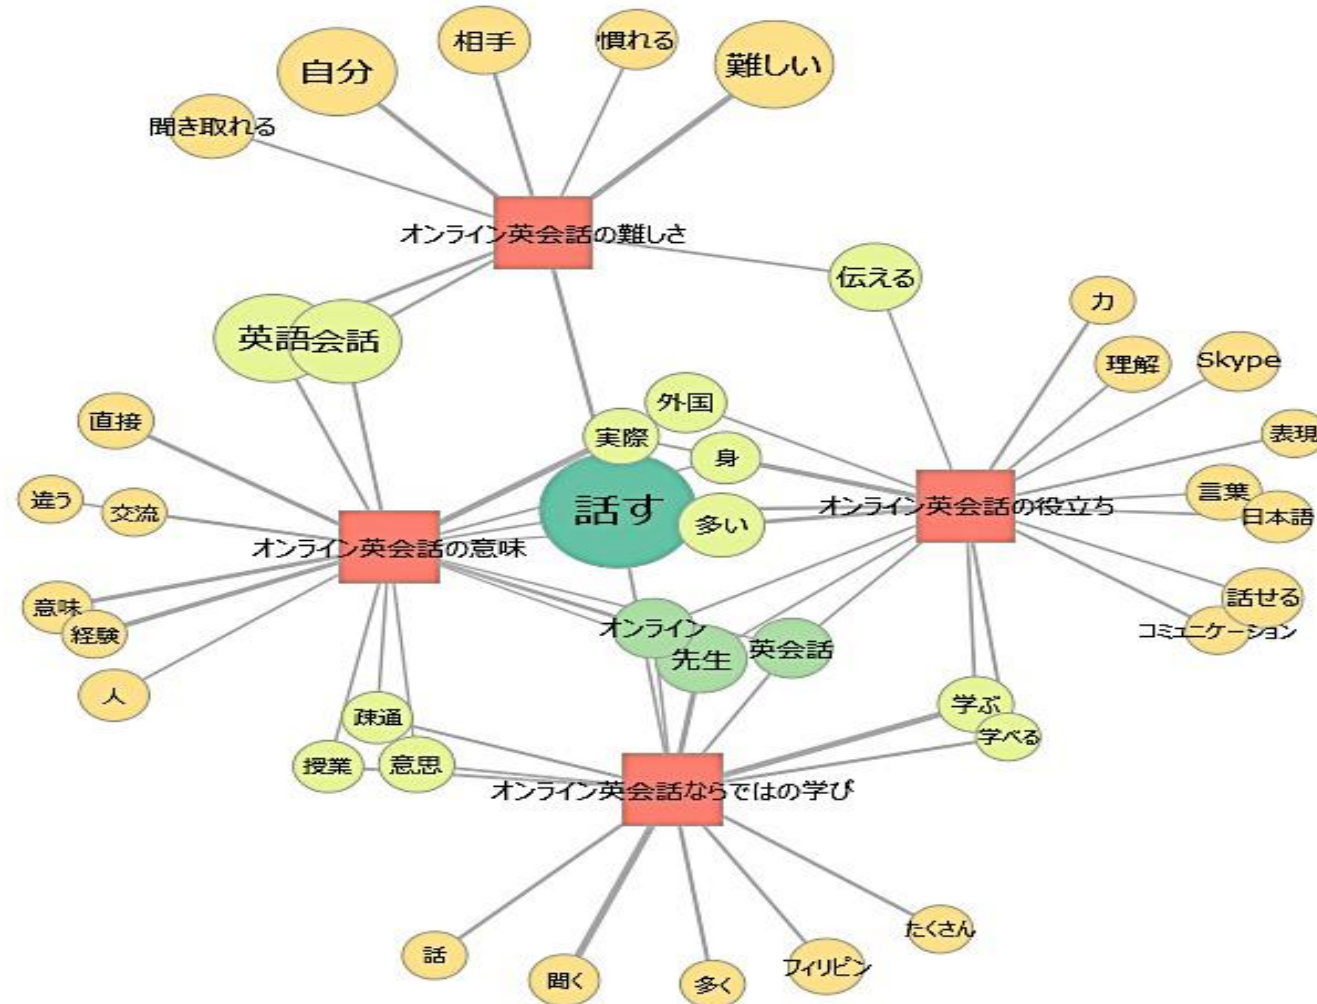 自分
相手
慣れる
難しい
聞き取れる
オンライン英会話の難しさ
伝える
力
英語
会話
理解
Skype
外国
直接
実際
身
表現
違う
交流
話す
多い
言葉
日本語
オンライン英会話の役立ち
オンライン英会話の意味
意味
経験
話せる
コミュニケーション
オンライン
先生
英会話
人
疎通
学ぶ
学べる
授業
意思
オンライン英会話ならではの学び
話
聞く
多く
フィリピン
たくさん